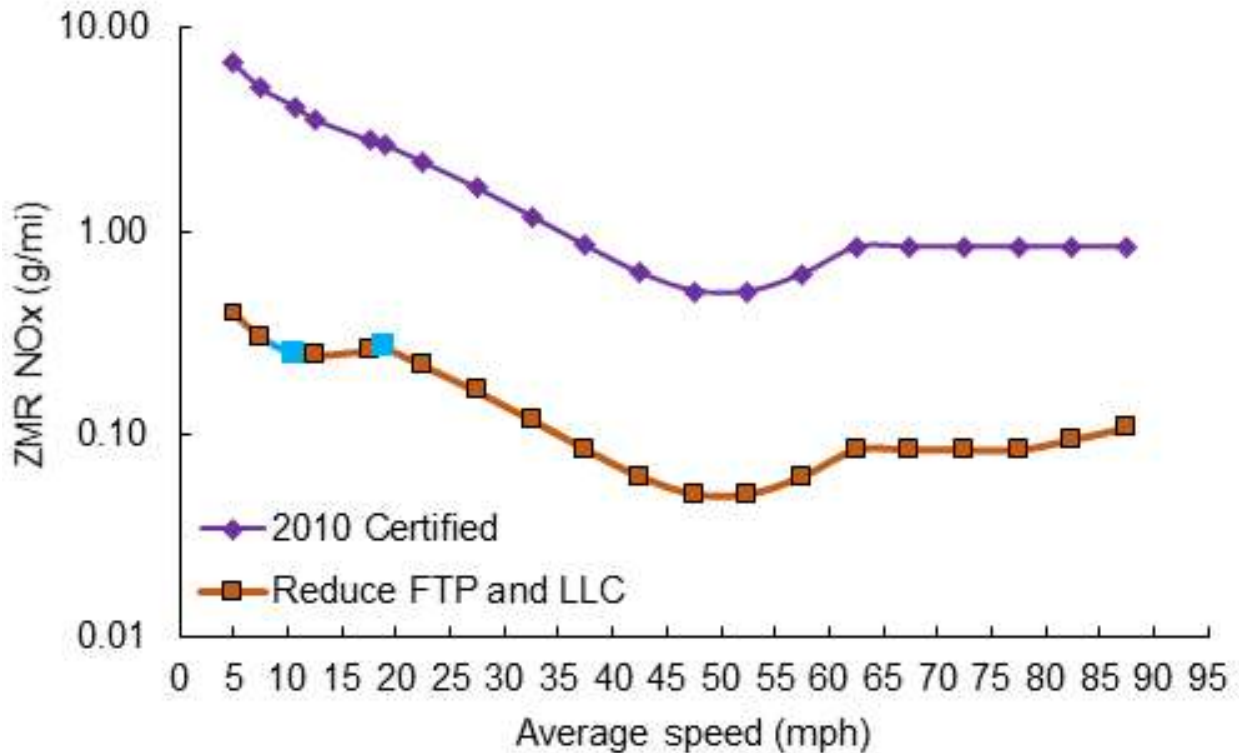 10.00
1.00
0.10
0.01
ZMR NOx (g/mi)
2010 Certified
Reduce FTP and LLC
0 5 10 15 20 25 30 35 40 45 50 55 60 65 70 75 80 85 90 95
Average speed (mph)